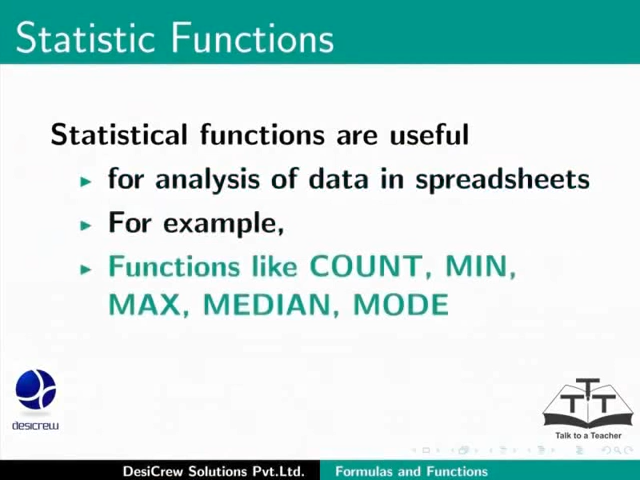 Statistic Functions
Statistical functions are useful
for analysis of data in spreadsheets
For example,
Functions like COUNT, MIN,
MAX, MEDIAN, MODE
desicrew
TTT
Talk to a Teacher
DesiCrew Solutions Pvt.Ltd. Formulas and Functions